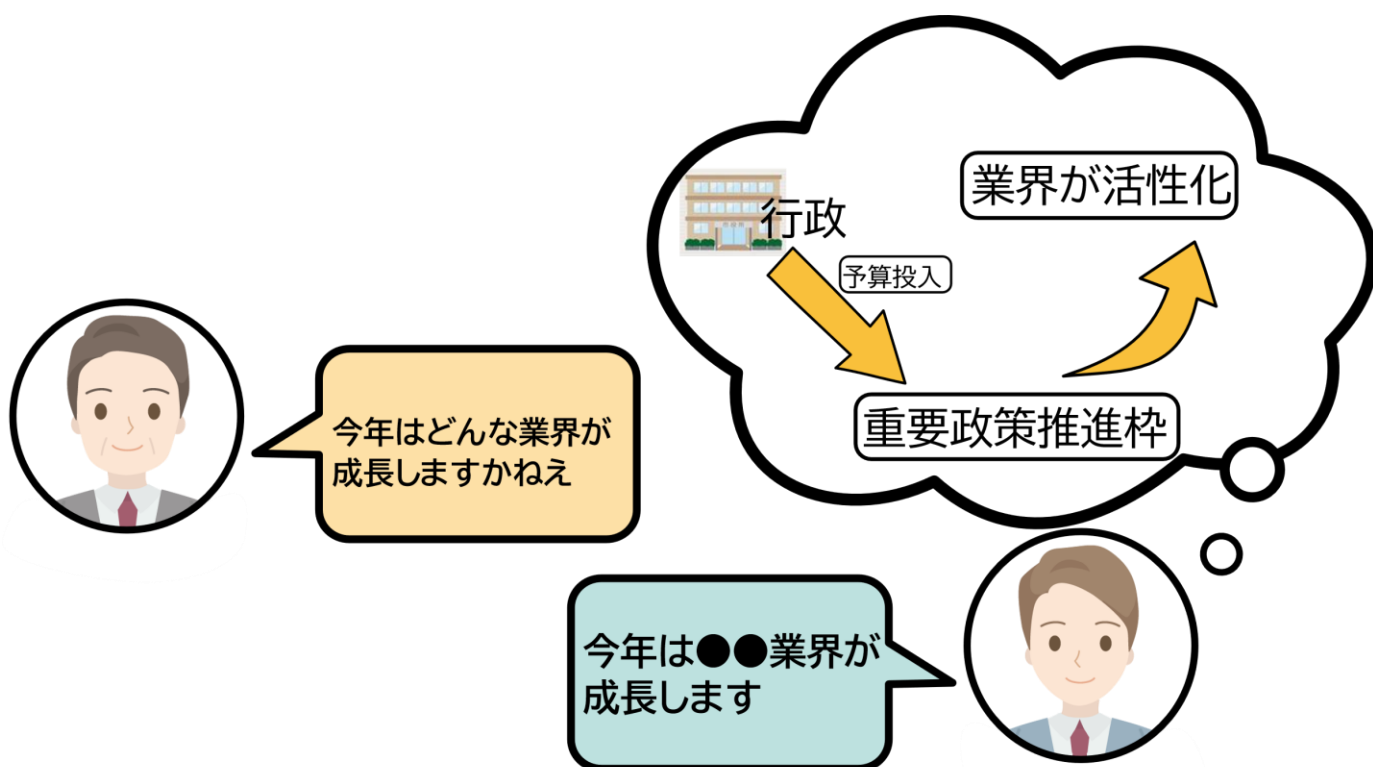 業界が活性化
行政
予算投入
重要政策推進枠
今年はどんな業界が
成長しますかねえ
今年は●●業界が
成長します